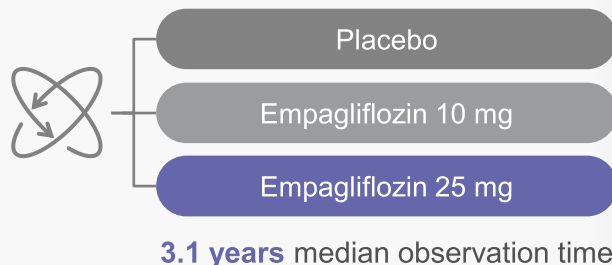 Placebo
Empagliflozin 10 mg
Empagliflozin 25 mg
3.1 years median observation time